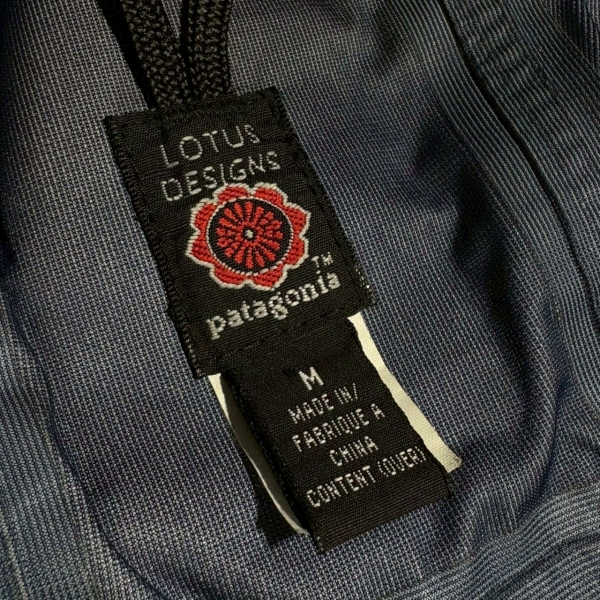 LOTUS
DESIGNS
patagonia™
M
MADE IN/
FABRIQUE A
CHINA
CONTENT (OVER)